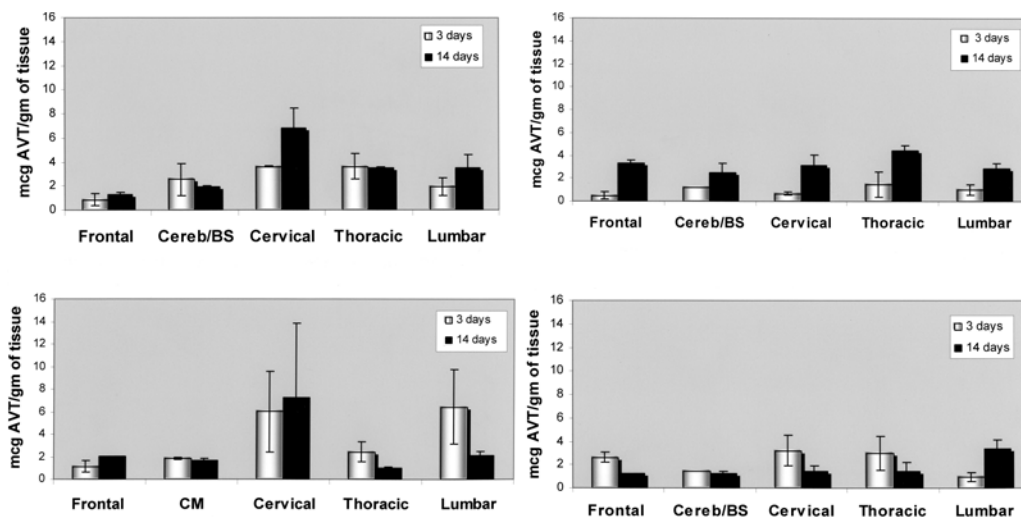 mcg AVT/gm of tissue
16
14
12
10
8
6
4
2
0
3 days
14 days
Frontal Cereb/BS Cervical Thoracic Lumbar
mcg AVT/gm of tissue
16
14
12
10
8
6
4
2
0
3 days
14 days
Frontal Cereb/BS Cervical Thoracic Lumbar
mcg AVT/gm of tissue
16
14
12
10
8
6
4
2
0
3 days
14 days
Frontal CM Cervical Thoracic Lumbar
mcg AVT/gm of tissue
16
14
12
10
8
6
4
2
0
3 days
14 days
Frontal Cereb/BS Cervical Thoracic Lumbar